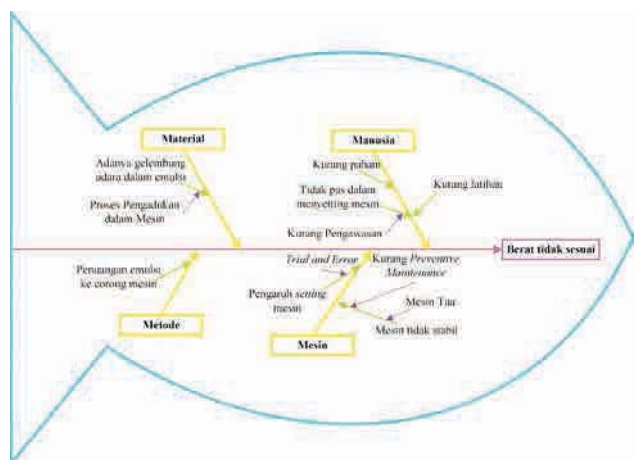 Material
Manusia
Adanya gelembung
udara dalam emulsi
Proses Pengadukan
dalam Mesin
Kurang paham
Kurang latihan
Tidak pas dalam
menyetting mesin
Kurang Pengawasan
Berat tidak sesuai
Trial and Error
Kurang Preventive
Maintenance
Penuangan emulsi
ke corong mesin
Pengaruh setting
mesin
Mesin Tua
Mesin tidak stabil
Metode
Mesin